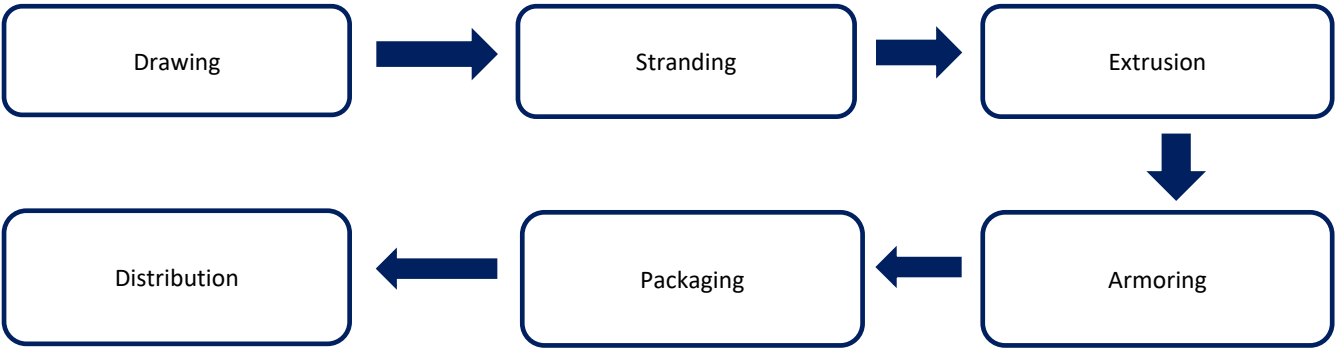 Drawing
Stranding
Extrusion
Armoring
Packaging
Distribution